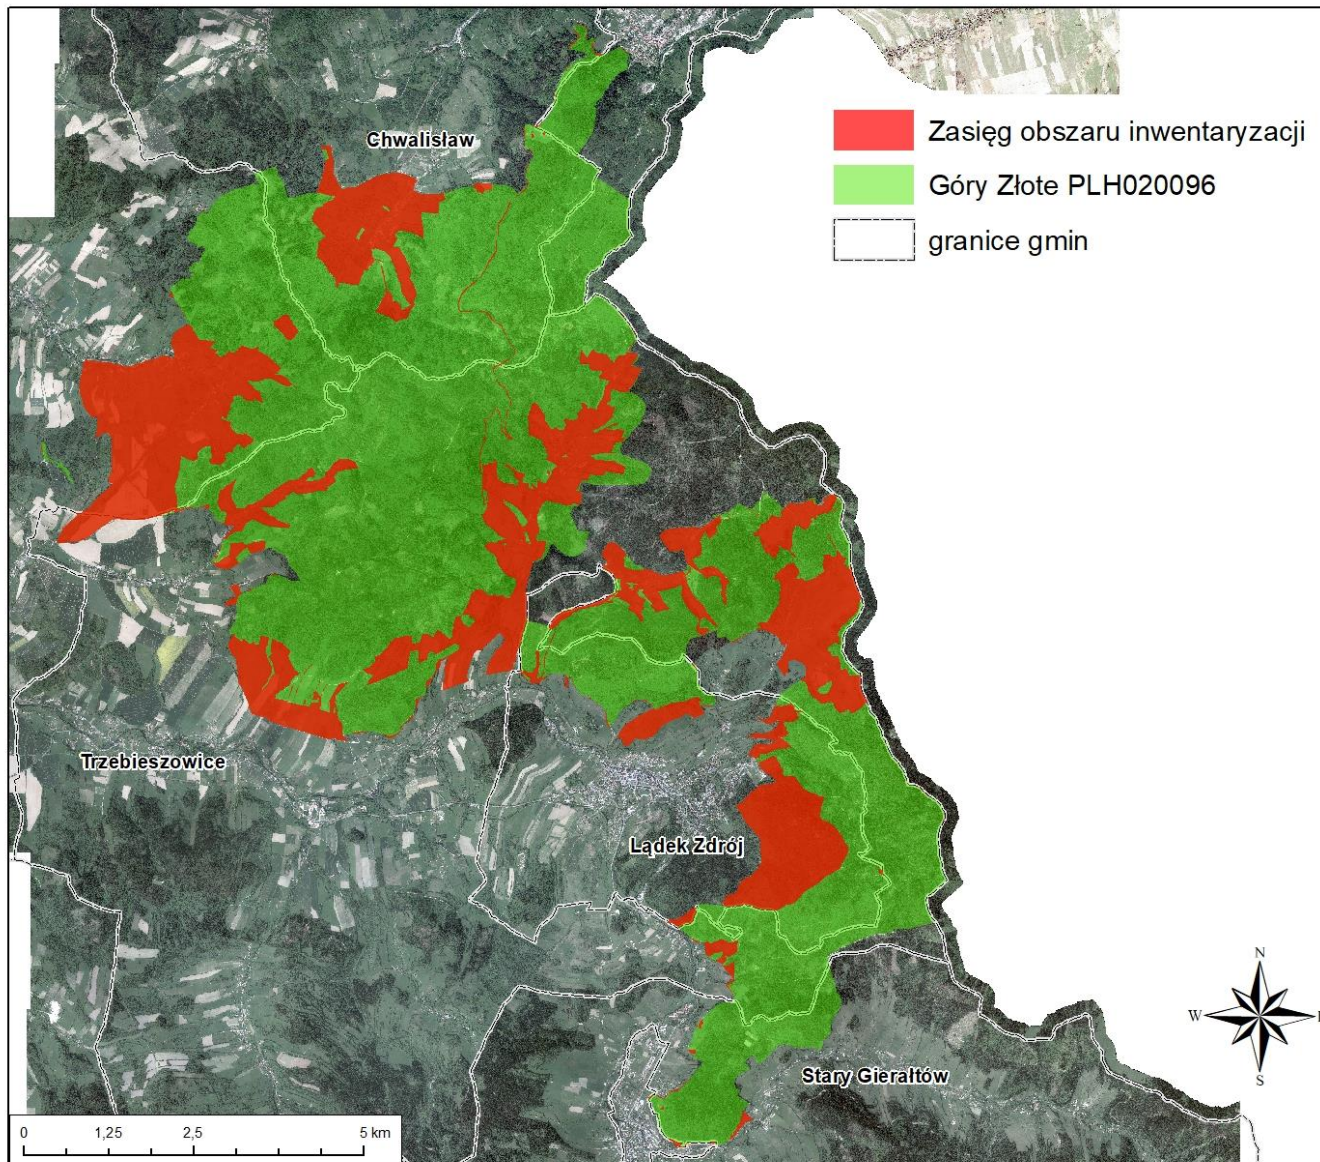 Chwalisław
Zasięg obszaru inwentaryzacji
Góry Złote PLH020096
granice gmin
Trzebieszowice
Lądek Zdrój
Stary Gierałtów
N
W
S
0 1,25 2,5 5 km